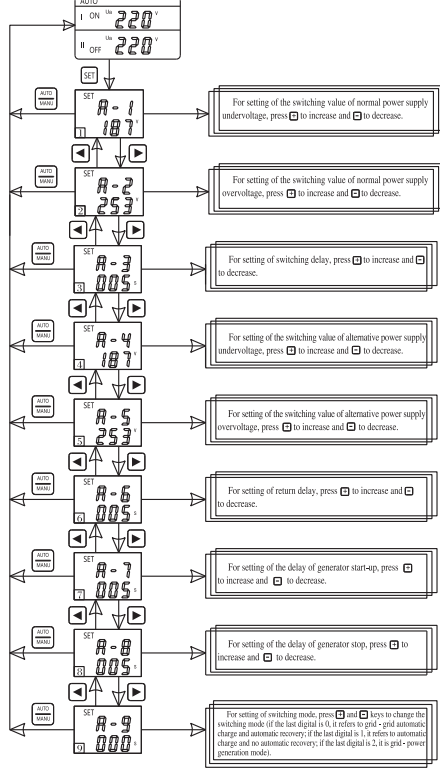 AUTO
I ON Ua 220 V
II OFF Ua 220 V
SET
AUTO
MANU
SET
A-1
187 V
1
For setting of the switching value of normal power supply
undervoltage, press + to increase and - to decrease.
AUTO
MANU
SET
A-2
253 V
2
For setting of the switching value of normal power supply
overvoltage, press + to increase and - to decrease.
AUTO
MANU
SET
A-3
005 s
3
For setting of switching delay, press + to increase and -
to decrease.
AUTO
MANU
SET
A-4
187 V
4
For setting of the switching value of alternative power supply
undervoltage, press + to increase and - to decrease.
AUTO
MANU
SET
A-5
253 V
5
For setting of the switching value of alternative power supply
overvoltage, press + to increase and - to decrease.
AUTO
MANU
SET
A-6
005 s
6
For setting of return delay, press + to increase and -
to decrease.
AUTO
MANU
SET
A-7
005 s
7
For setting of the delay of generator start-up, press +
to increase and - to decrease.
AUTO
MANU
SET
A-8
005 s
8
For setting of the delay of generator stop, press + to
increase and - to decrease.
AUTO
MANU
SET
A-9
000 s
9
For setting of switching mode, press + and - keys to change the
switching mode (if the last digital is 0, it refers to grid - grid automatic
charge and automatic recovery; if the last digital is 1, it refers to automatic
charge and no automatic recovery; if the last digital is 2, it is grid - power
generation mode).